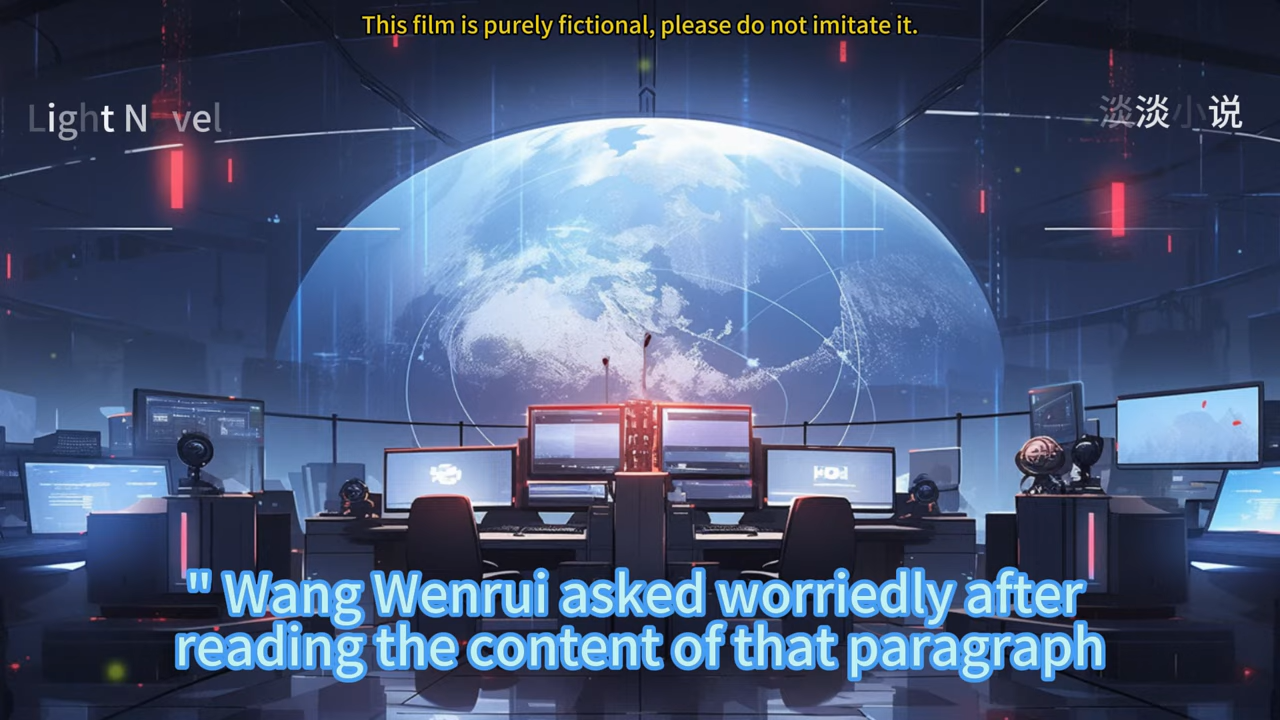 This film is purely fictional, please do not imitate it.
Light N vel
淡淡小说
" Wang Wenrui asked worriedly after
reading the content of that paragraph